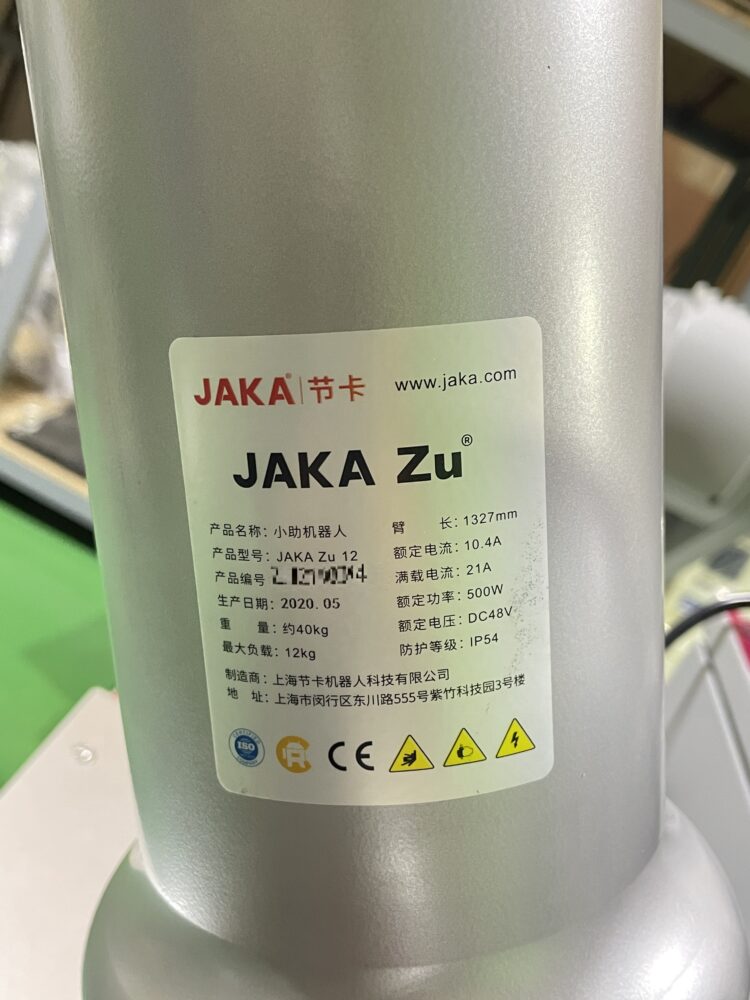 JAKA® 节卡 www.jaka.com
JAKA Zu®
产品名称: 小助机器人
产品型号: JAKA Zu 12
产品编号
生产日期: 2020.05
重 量: 约40kg
最大负载: 12kg
臂 长: 1327mm
额定电流: 10.4A
满载电流: 21A
额定功率: 500W
额定电压: DC48V
防护等级: IP54
制造商: 上海节卡机器人科技有限公司
地 址: 上海市闵行区东川路555号紫竹科技园3号楼
ISO CR CE